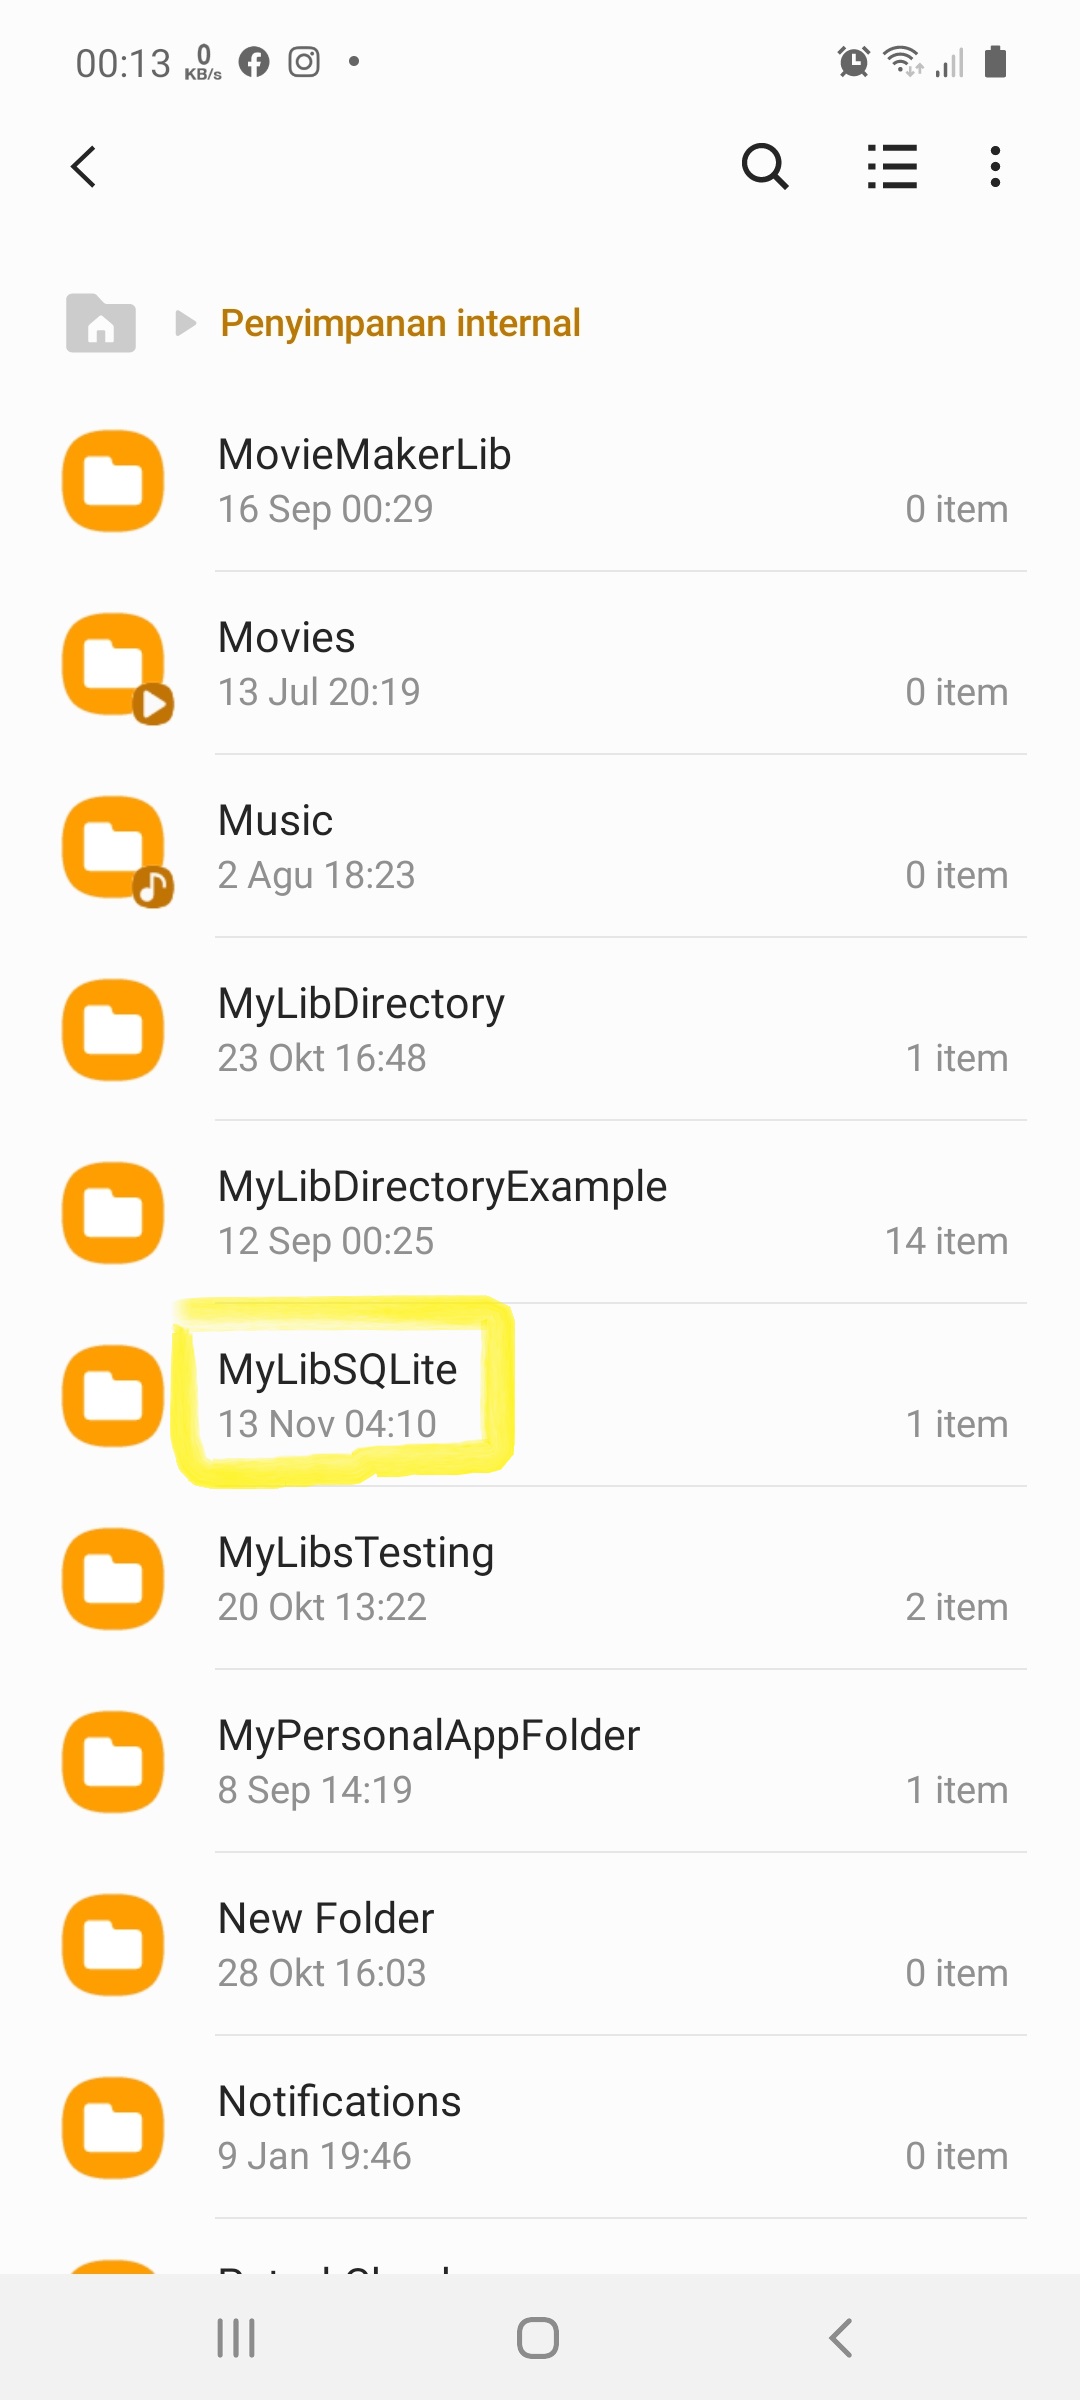 00:13 0 KB/s
Penyimpanan internal
MovieMakerLib
16 Sep 00:29 0 item
Movies
13 Jul 20:19 0 item
Music
2 Agu 18:23 0 item
MyLibDirectory
23 Okt 16:48 1 item
MyLibDirectoryExample
12 Sep 00:25 14 item
MyLibSQLite
13 Nov 04:10 1 item
MyLibsTesting
20 Okt 13:22 2 item
MyPersonalAppFolder
8 Sep 14:19 1 item
New Folder
28 Okt 16:03 0 item
Notifications
9 Jan 19:46 0 item